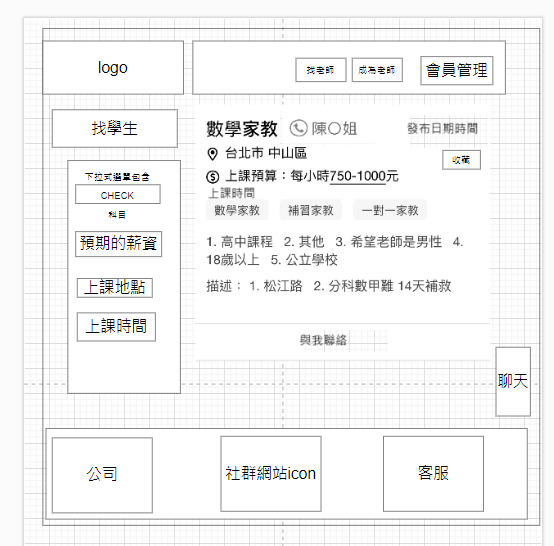 logo
找老師
成為老師
會員管理
找學生
下拉式選單包含
CHECK
科目
預期的薪資
上課地點
上課時間
數學家教 陳〇姐 發布日期時間
台北市 中山區
收藏
上課預算：每小時750-1000元
上課時間
數學家教 補習家教 一對一家教
1. 高中課程 2. 其他 3. 希望老師是男性 4.
18歲以上 5. 公立學校
描述： 1. 松江路 2. 分科數甲難 14天補救
與我聯絡
聊天
公司
社群網站icon
客服